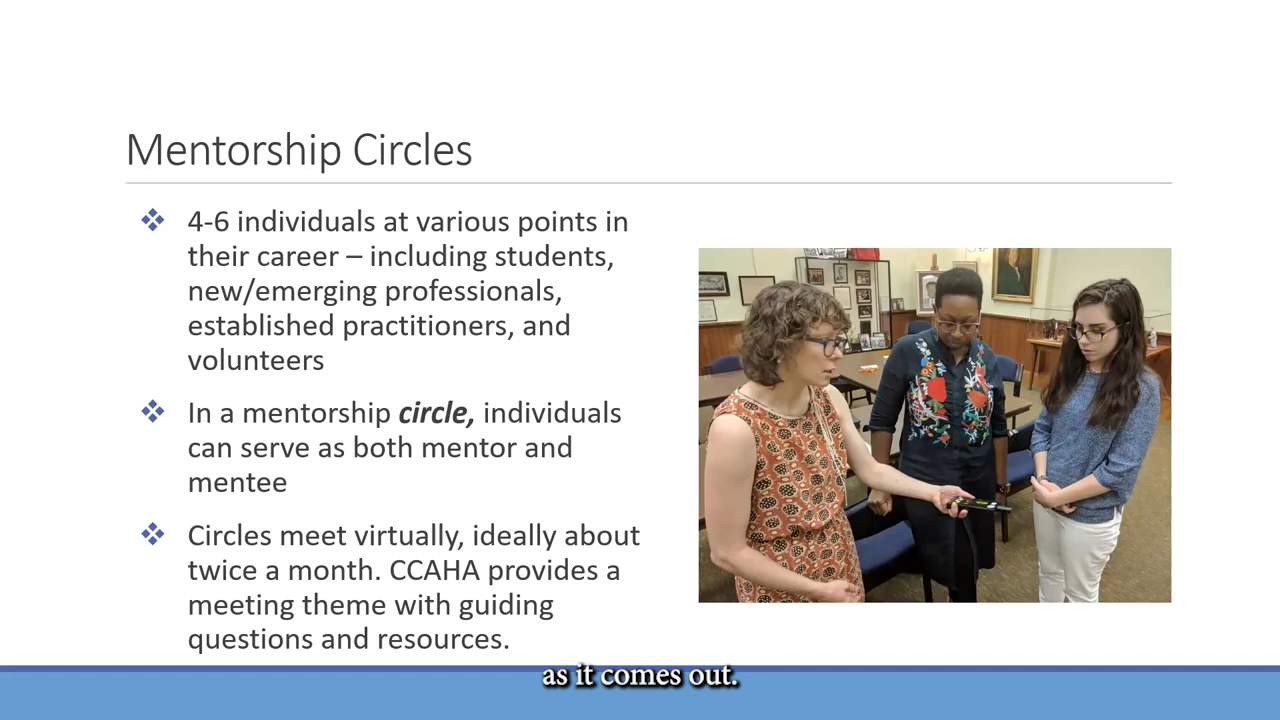 Mentorship Circles
❖ 4-6 individuals at various points in
their career – including students,
new/emerging professionals,
established practitioners, and
volunteers
❖ In a mentorship circle, individuals
can serve as both mentor and
mentee
❖ Circles meet virtually, ideally about
twice a month. CCAHA provides a
meeting theme with guiding
questions and resources.
as it comes out.